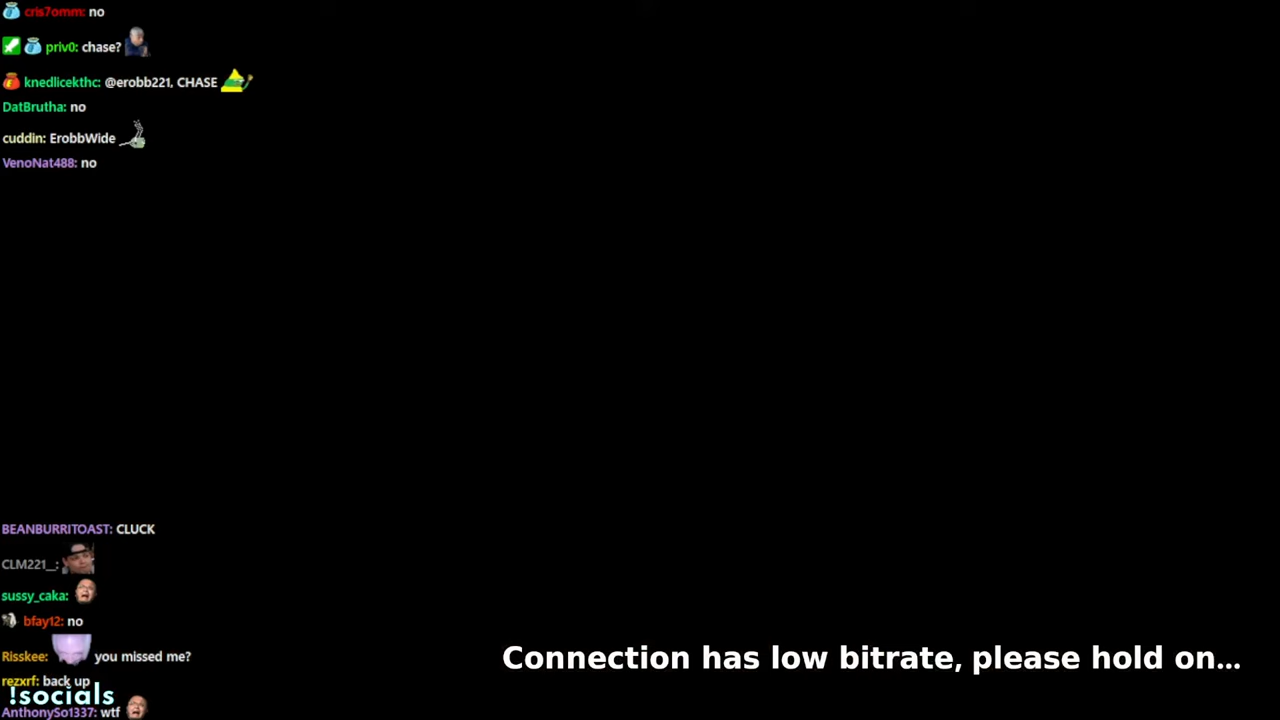 cris7omm: no
priv0: chase?
knedlicekthc: @erobb221, CHASE
DatBrutha: no
cuddin: ErobbWide
VenoNat488: no
BEANBURRITOAST: CLUCK
CLM221__:
sussy_caka:
bfay12: no
Risskee: you missed me?
Connection has low bitrate, please hold on...
rezxrf: back up
!socials
AnthonySo1337: wtf